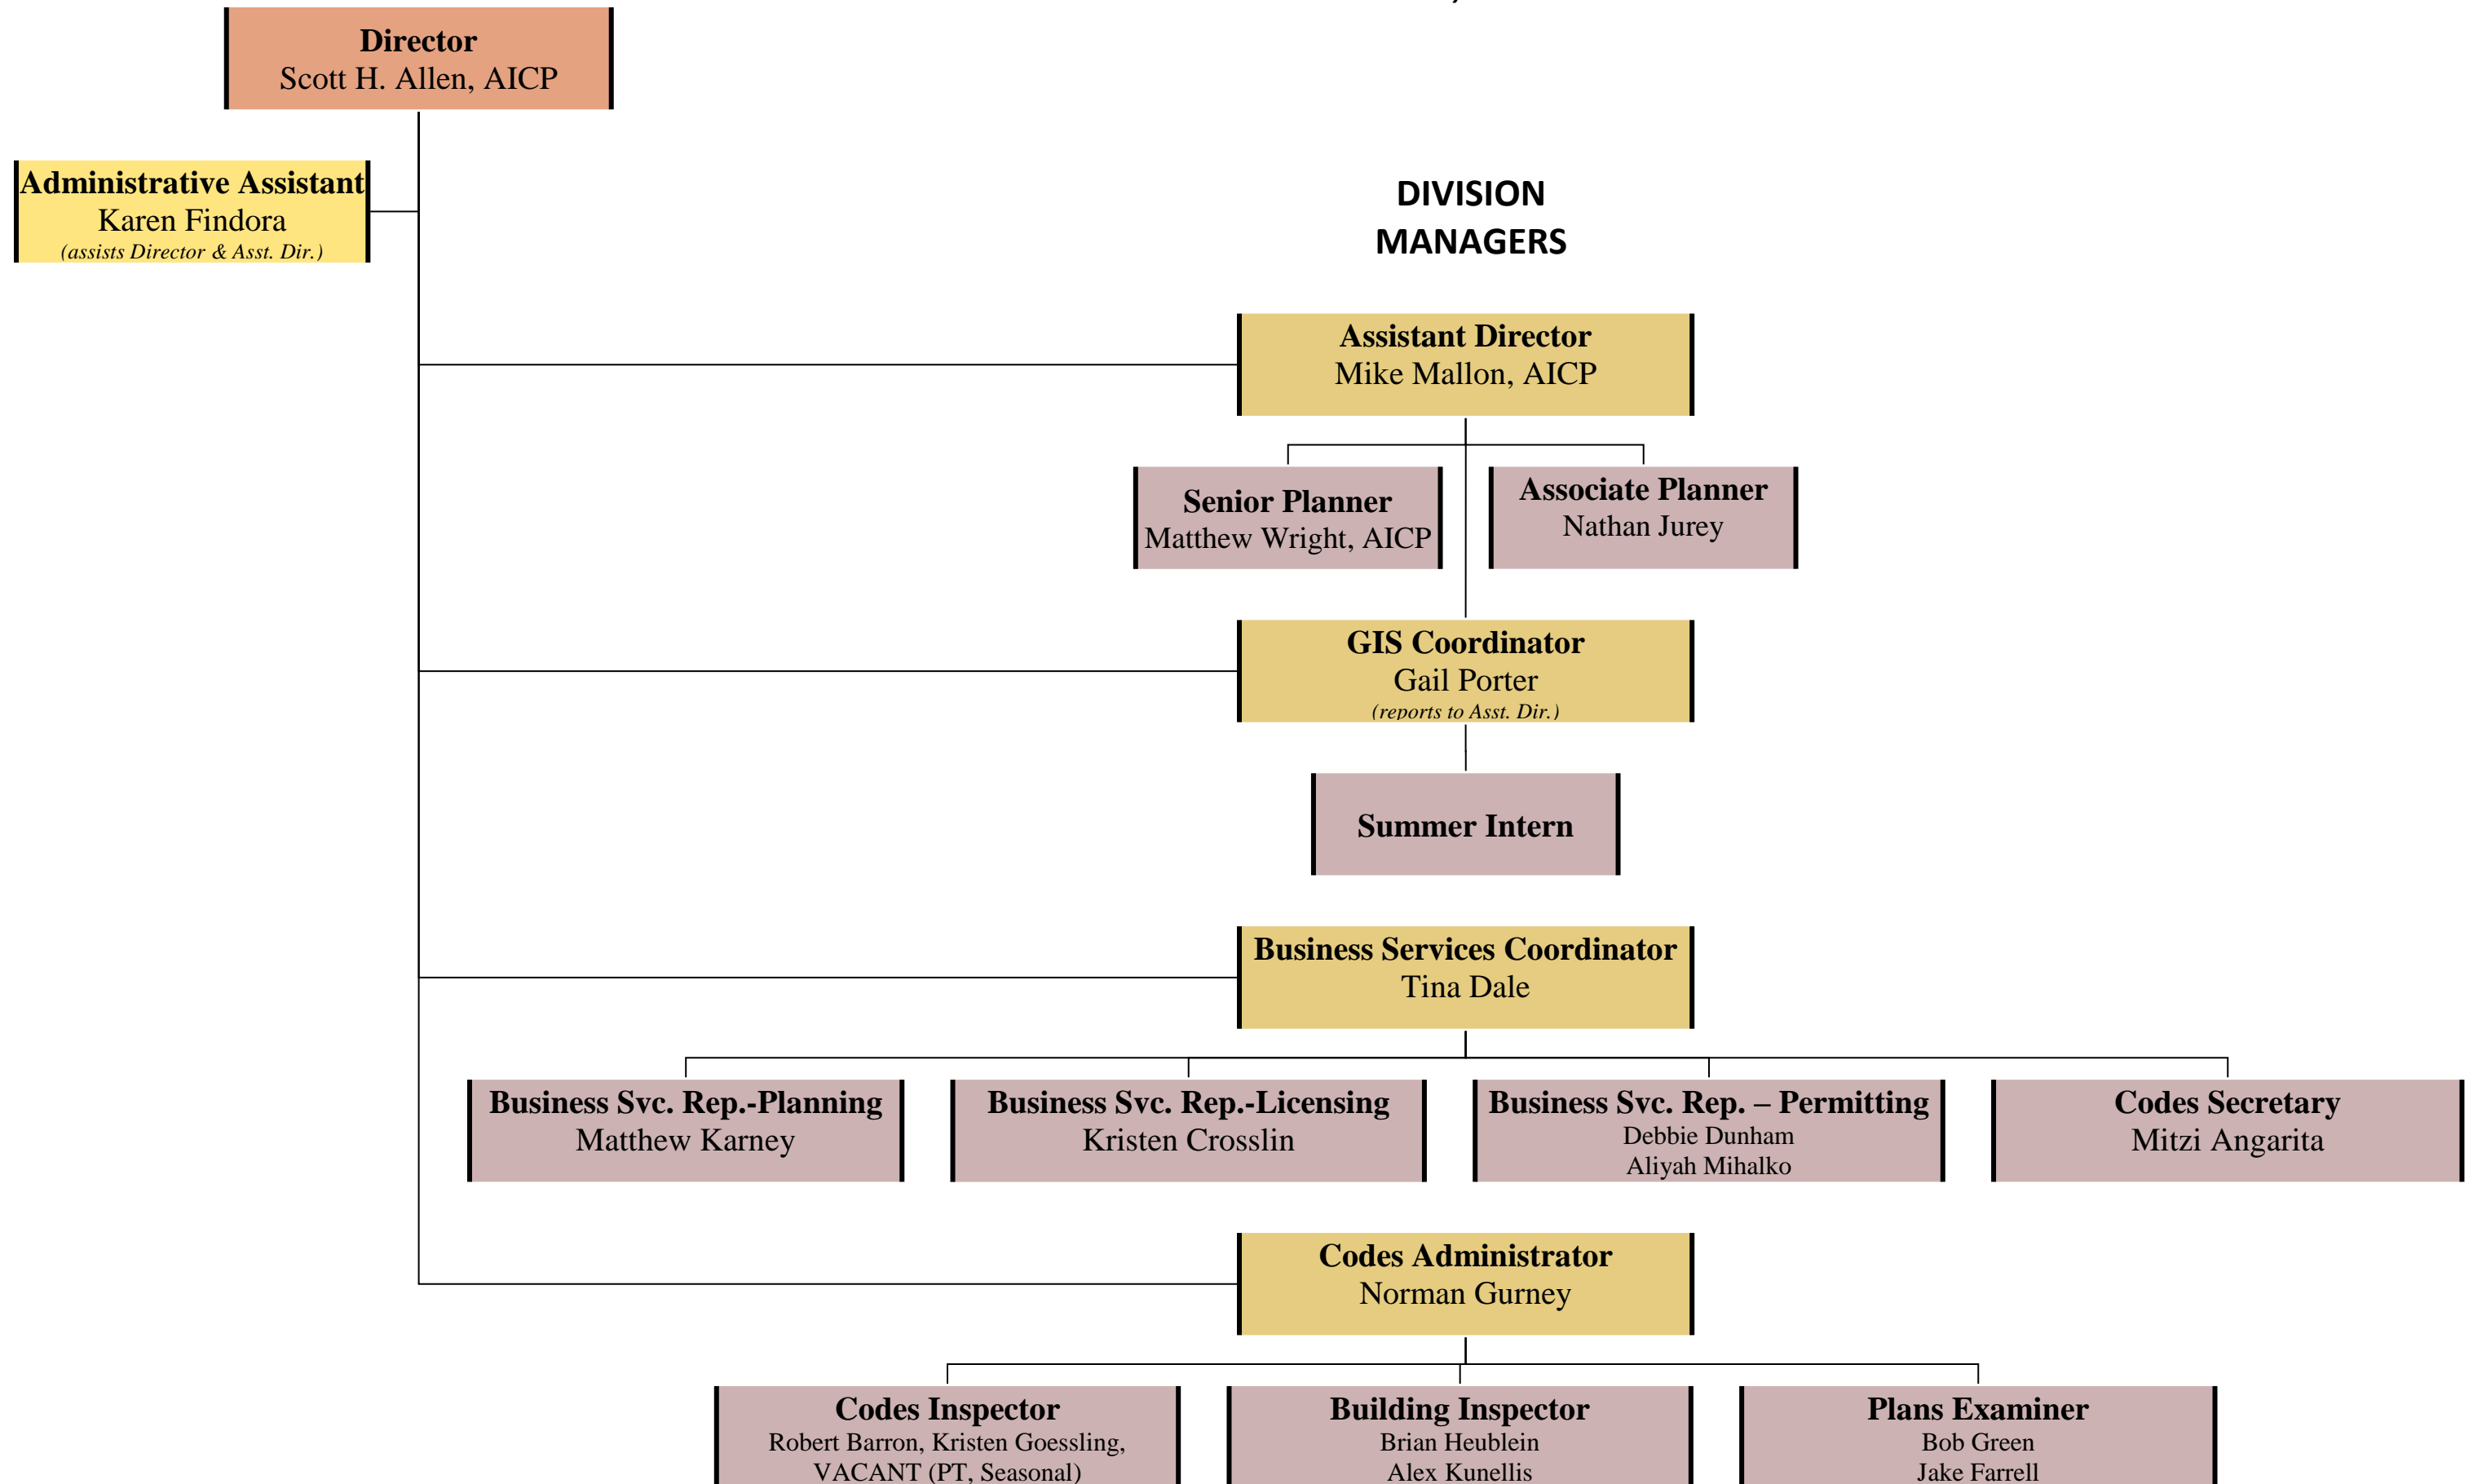 Director
Scott H. Allen, AICP
Administrative Assistant
Karen Findora
(assists Director & Asst. Dir.)
DIVISION
MANAGERS
Assistant Director
Mike Mallon, AICP
Senior Planner
Matthew Wright, AICP
Associate Planner
Nathan Jurey
GIS Coordinator
Gail Porter
(reports to Asst. Dir.)
Summer Intern
Business Services Coordinator
Tina Dale
Business Svc. Rep.-Planning
Matthew Karney
Business Svc. Rep.-Licensing
Kristen Crosslin
Business Svc. Rep. – Permitting
Debbie Dunham
Aliyah Mihalko
Codes Secretary
Mitzi Angarita
Codes Administrator
Norman Gurney
Codes Inspector
Robert Barron, Kristen Goessling,
VACANT (PT, Seasonal)
Building Inspector
Brian Heublein
Alex Kunellis
Plans Examiner
Bob Green
Jake Farrell